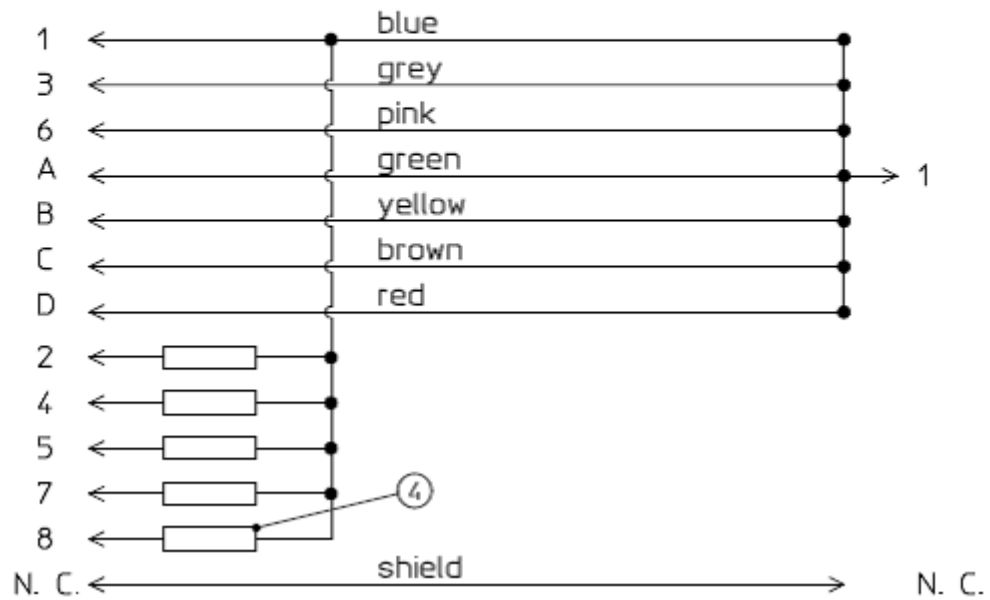 1 blue
3 grey
6 pink
A green 1
B yellow
C brown
D red
2
4
5
7 4
8
N. C. shield N. C.